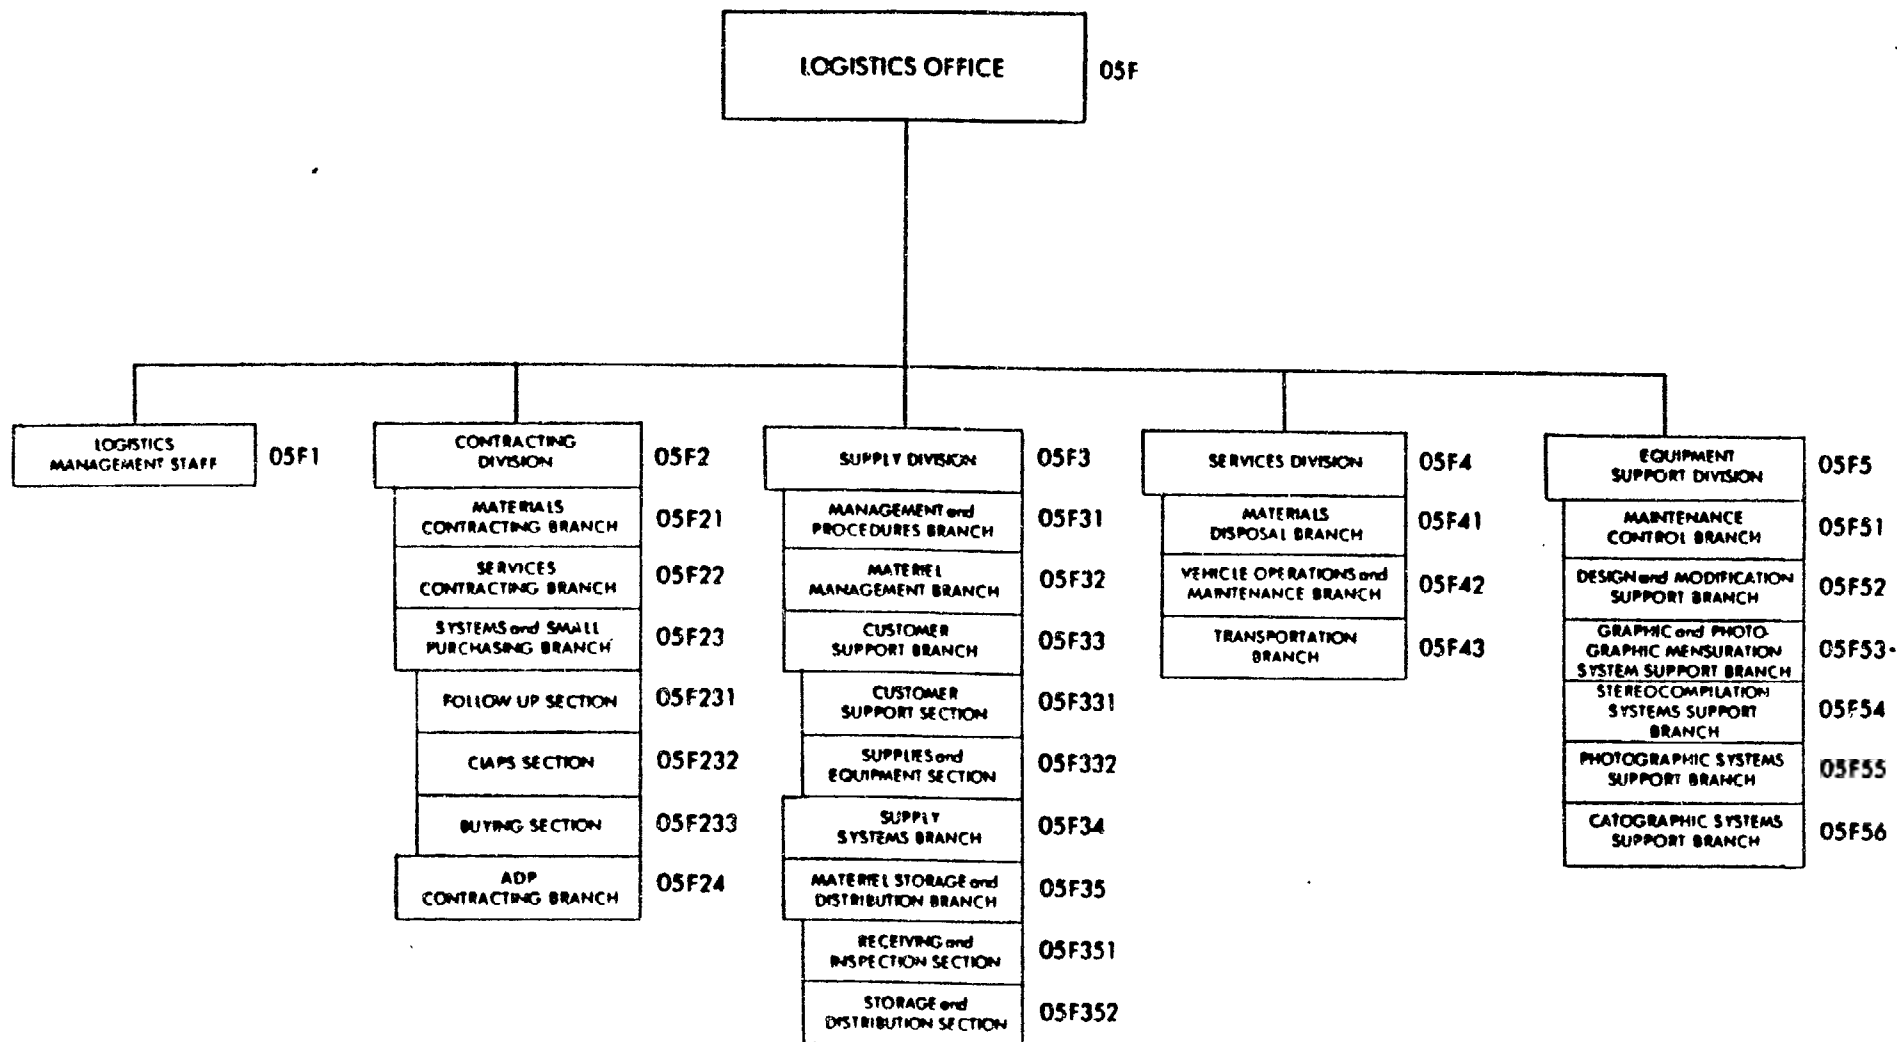 LOGISTICS OFFICE
05F
LOGISTICS
MANAGEMENT STAFF
05F1
CONTRACTING
DIVISION
05F2
MATERIALS
CONTRACTING BRANCH
05F21
SERVICES
CONTRACTING BRANCH
05F22
SYSTEMS and SMALL
PURCHASING BRANCH
05F23
FOLLOW UP SECTION
05F231
CIAPS SECTION
05F232
BUYING SECTION
05F233
ADP
CONTRACTING BRANCH
05F24
SUPPLY DIVISION
05F3
MANAGEMENT and
PROCEDURES BRANCH
05F31
MATERIEL
MANAGEMENT BRANCH
05F32
CUSTOMER
SUPPORT BRANCH
05F33
CUSTOMER
SUPPORT SECTION
05F331
SUPPLIES and
EQUIPMENT SECTION
05F332
SUPPLY
SYSTEMS BRANCH
05F34
MATERIEL STORAGE and
DISTRIBUTION BRANCH
05F35
RECEIVING and
INSPECTION SECTION
05F351
STORAGE and
DISTRIBUTION SECTION
05F352
SERVICES DIVISION
05F4
MATERIALS
DISPOSAL BRANCH
05F41
VEHICLE OPERATIONS and
MAINTENANCE BRANCH
05F42
TRANSPORTATION
BRANCH
05F43
EQUIPMENT
SUPPORT DIVISION
05F5
MAINTENANCE
CONTROL BRANCH
05F51
DESIGN and MODIFICATION
SUPPORT BRANCH
05F52
GRAPHIC and PHOTO-
GRAPHIC MENSURATION
SYSTEM SUPPORT BRANCH
05F53
STEREOCOMPILATION
SYSTEMS SUPPORT
BRANCH
05F54
PHOTOGRAPHIC SYSTEMS
SUPPORT BRANCH
05F55
CATOGRAPHIC SYSTEMS
SUPPORT BRANCH
05F56